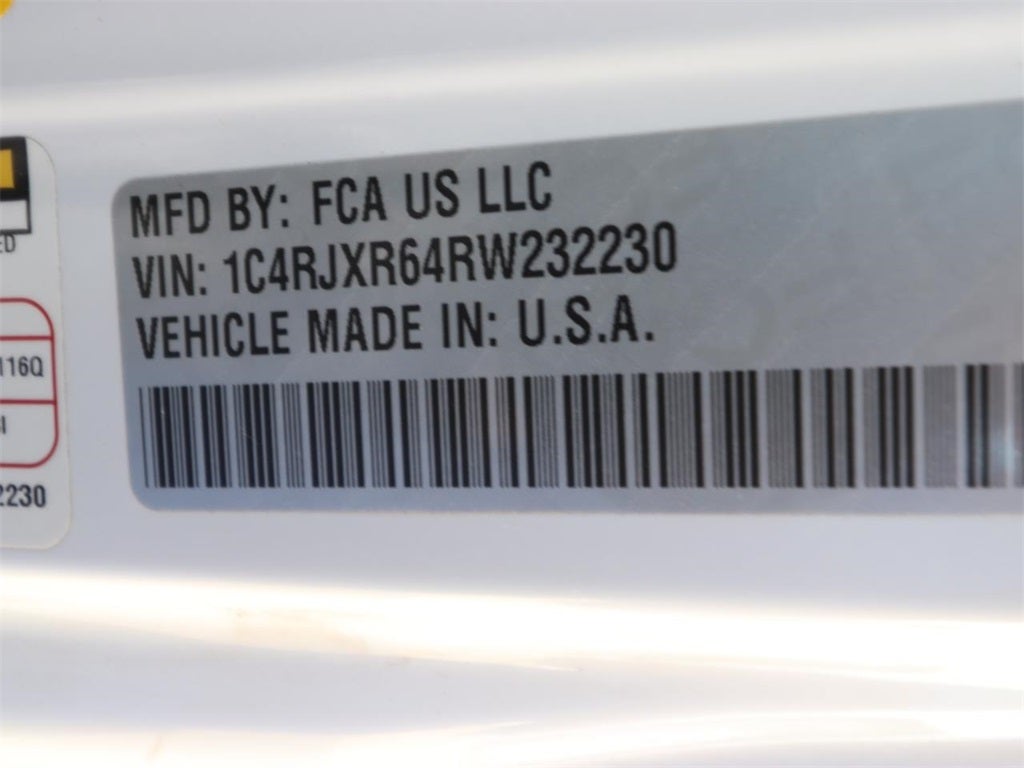 MFD BY: FCA US LLC
VIN: 1C4RJXR64RW232230
VEHICLE MADE IN: U.S.A.
ED
116Q
2230